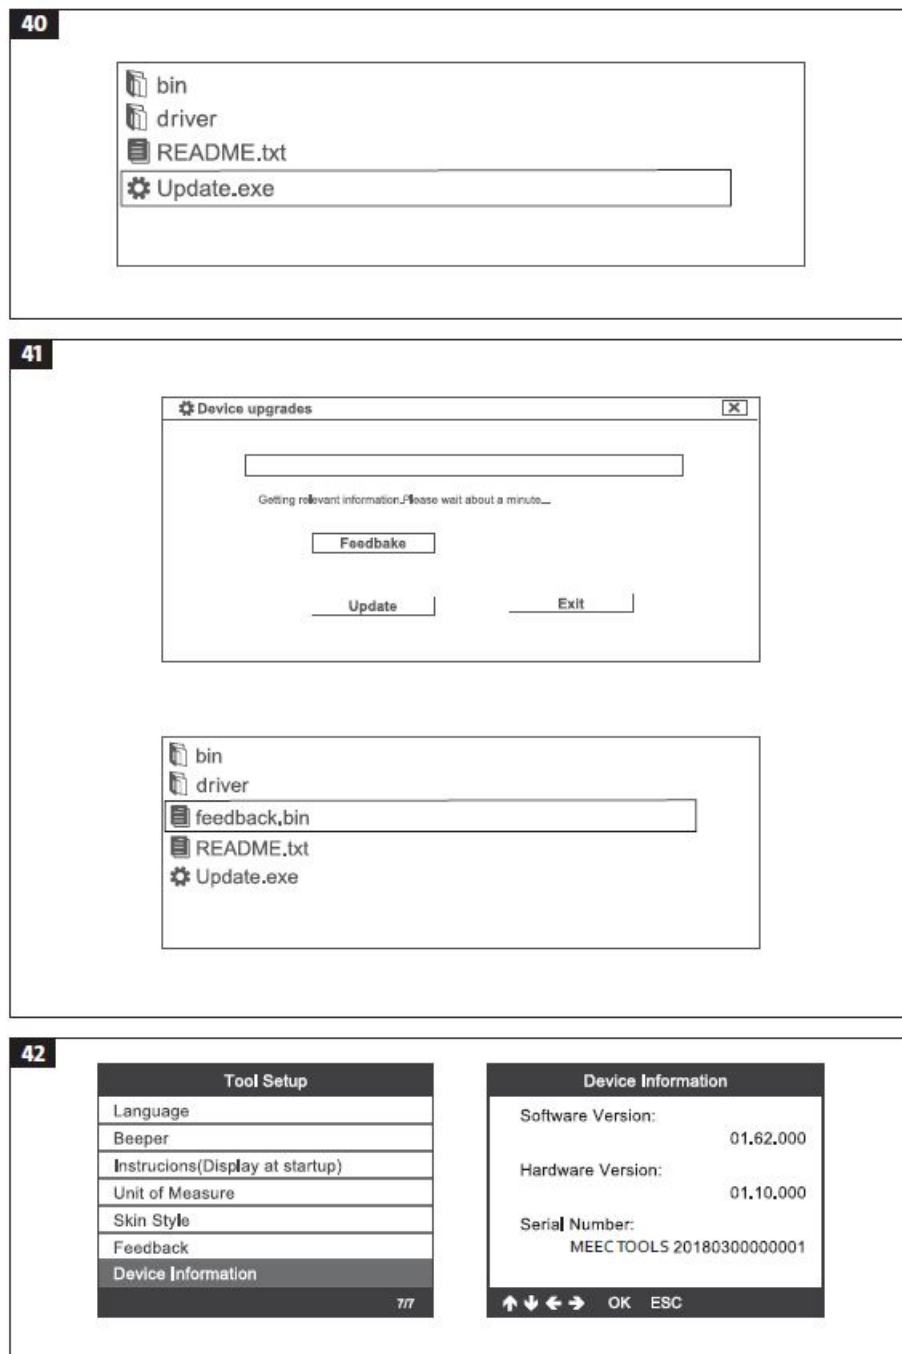 40
bin
driver
README.txt
Update.exe
41
Device upgrades
Getting relevant information.Please wait about a minute...
Feedbake
Update Exit
bin
driver
feedback.bin
README.txt
Update.exe
42
Tool Setup
Language
Beeper
Instrucions(Display at startup)
Unit of Measure
Skin Style
Feedback
Device Information
7/7
Device Information
Software Version:
01.62.000
Hardware Version:
01.10.000
Serial Number:
MEEC TOOLS 20180300000001
OK ESC